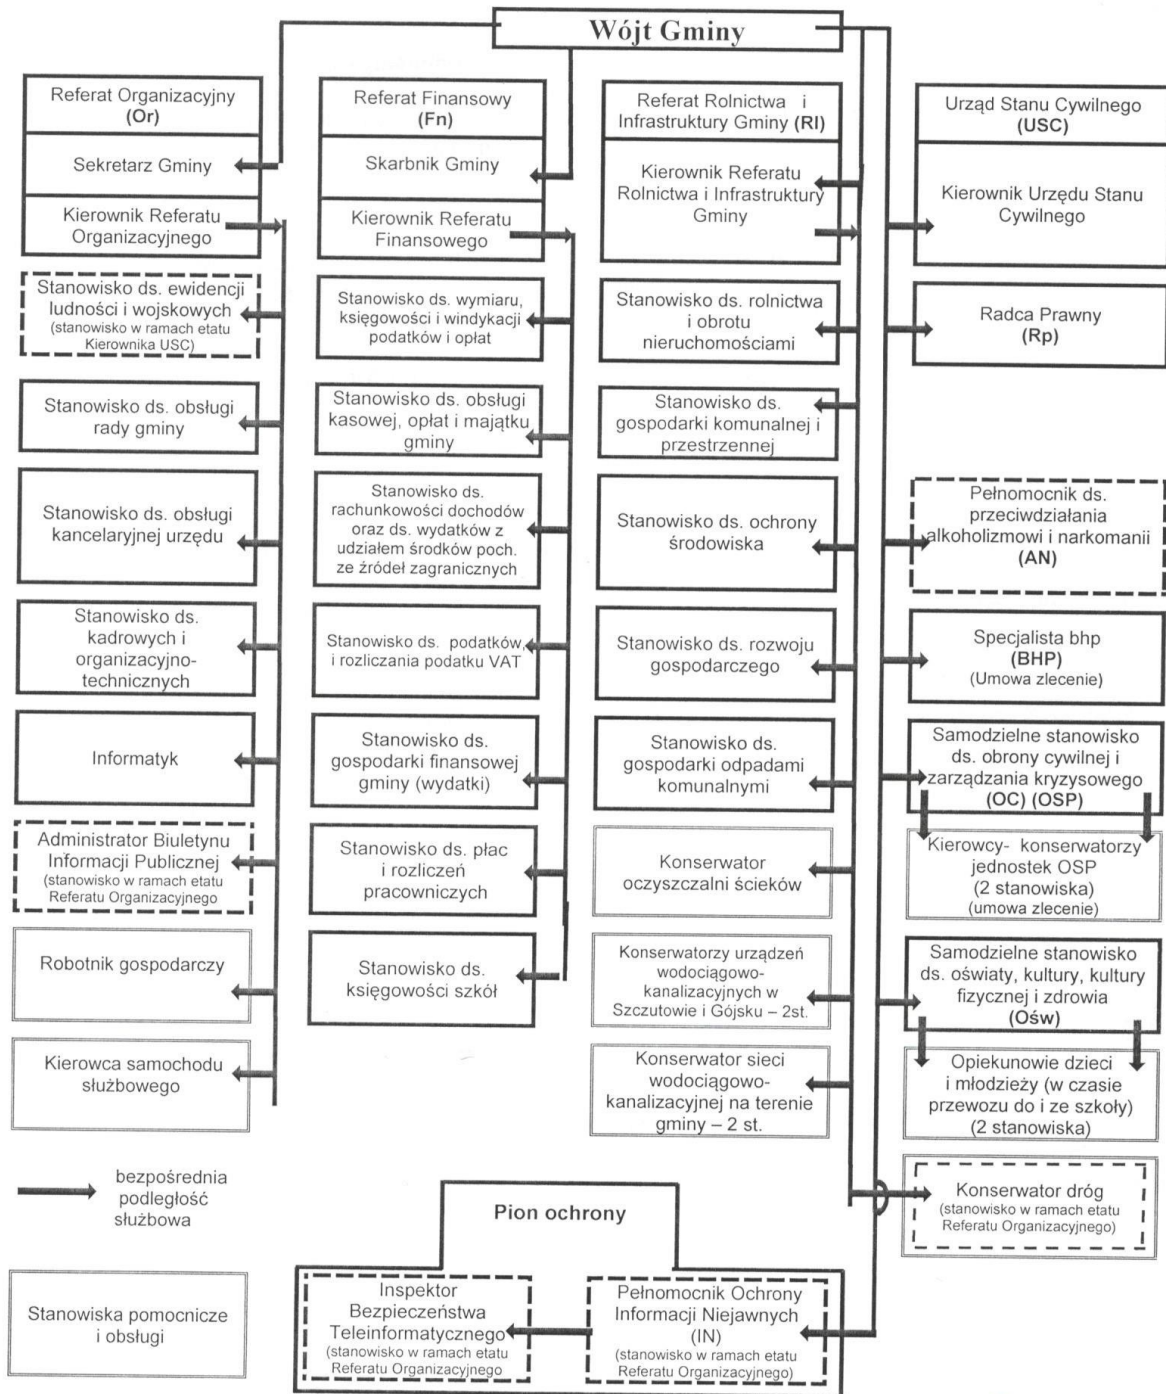 Wójt Gminy
Referat Organizacyjny
(Or)
Sekretarz Gminy
Kierownik Referatu
Organizacyjnego
Stanowisko ds. ewidencji
ludności i wojskowych
(stanowisko w ramach etatu
Kierownika USC)
Stanowisko ds. obsługi
rady gminy
Stanowisko ds. obsługi
kancelaryjnej urzędu
Stanowisko ds.
kadrowych i
organizacyjno-
technicznych
Informatyk
Administrator Biuletynu
Informacji Publicznej
(stanowisko w ramach etatu
Referatu Organizacyjnego
Robotnik gospodarczy
Kierowca samochodu
służbowego
Referat Finansowy
(Fn)
Skarbnik Gminy
Kierownik Referatu
Finansowego
Stanowisko ds. wymiaru,
księgowości i windykacji
podatków i opłat
Stanowisko ds. obsługi
kasowej, opłat i majątku
gminy
Stanowisko ds.
rachunkowości dochodów
oraz ds. wydatków z
udziałem środków poch.
ze źródeł zagranicznych
Stanowisko ds. podatków,
i rozliczania podatku VAT
Stanowisko ds.
gospodarki finansowej
gminy (wydatki)
Stanowisko ds. płac
i rozliczeń
pracowniczych
Stanowisko ds.
księgowości szkół
Referat Rolnictwa i
Infrastruktury Gminy (RI)
Kierownik Referatu
Rolnictwa i Infrastruktury
Gminy
Stanowisko ds. rolnictwa
i obrotu
nieruchomościami
Stanowisko ds.
gospodarki komunalnej i
przestrzennej
Stanowisko ds. ochrony
środowiska
Stanowisko ds. rozwoju
gospodarczego
Stanowisko ds.
gospodarki odpadami
komunalnymi
Konserwator
oczyszczalni ścieków
Konserwatorzy urządzeń
wodociągowo-
kanalizacyjnych w
Szczutowie i Gójsku – 2st.
Konserwator sieci
wodociągowo-
kanalizacyjnej na terenie
gminy – 2 st.
Urząd Stanu Cywilnego
(USC)
Kierownik Urzędu Stanu
Cywilnego
Radca Prawny
(Rp)
Pełnomocnik ds.
przeciwdziałania
alkoholizmowi i narkomanii
(AN)
Specjalista bhp
(BHP)
(Umowa zlecenie)
Samodzielne stanowisko
ds. obrony cywilnej i
zarządzania kryzysowego
(OC) (OSP)
Kierowcy- konserwatorzy
jednostek OSP
(2 stanowiska)
(umowa zlecenie)
Samodzielne stanowisko
ds. oświaty, kultury, kultury
fizycznej i zdrowia
(Ośw)
Opiekunowie dzieci
i młodzieży (w czasie
przewozu do i ze szkoły)
(2 stanowiska)
Konserwator dróg
(stanowisko w ramach etatu
Referatu Organizacyjnego)
bezpośrednia
podległość
służbowa
Stanowiska pomocnicze
i obsługi
Pion ochrony
Inspektor
Bezpieczeństwa
Teleinformatycznego
(stanowisko w ramach etatu
Referatu Organizacyjnego
Pełnomocnik Ochrony
Informacji Niejawnych
(IN)
(stanowisko w ramach etatu
Referatu Organizacyjnego)